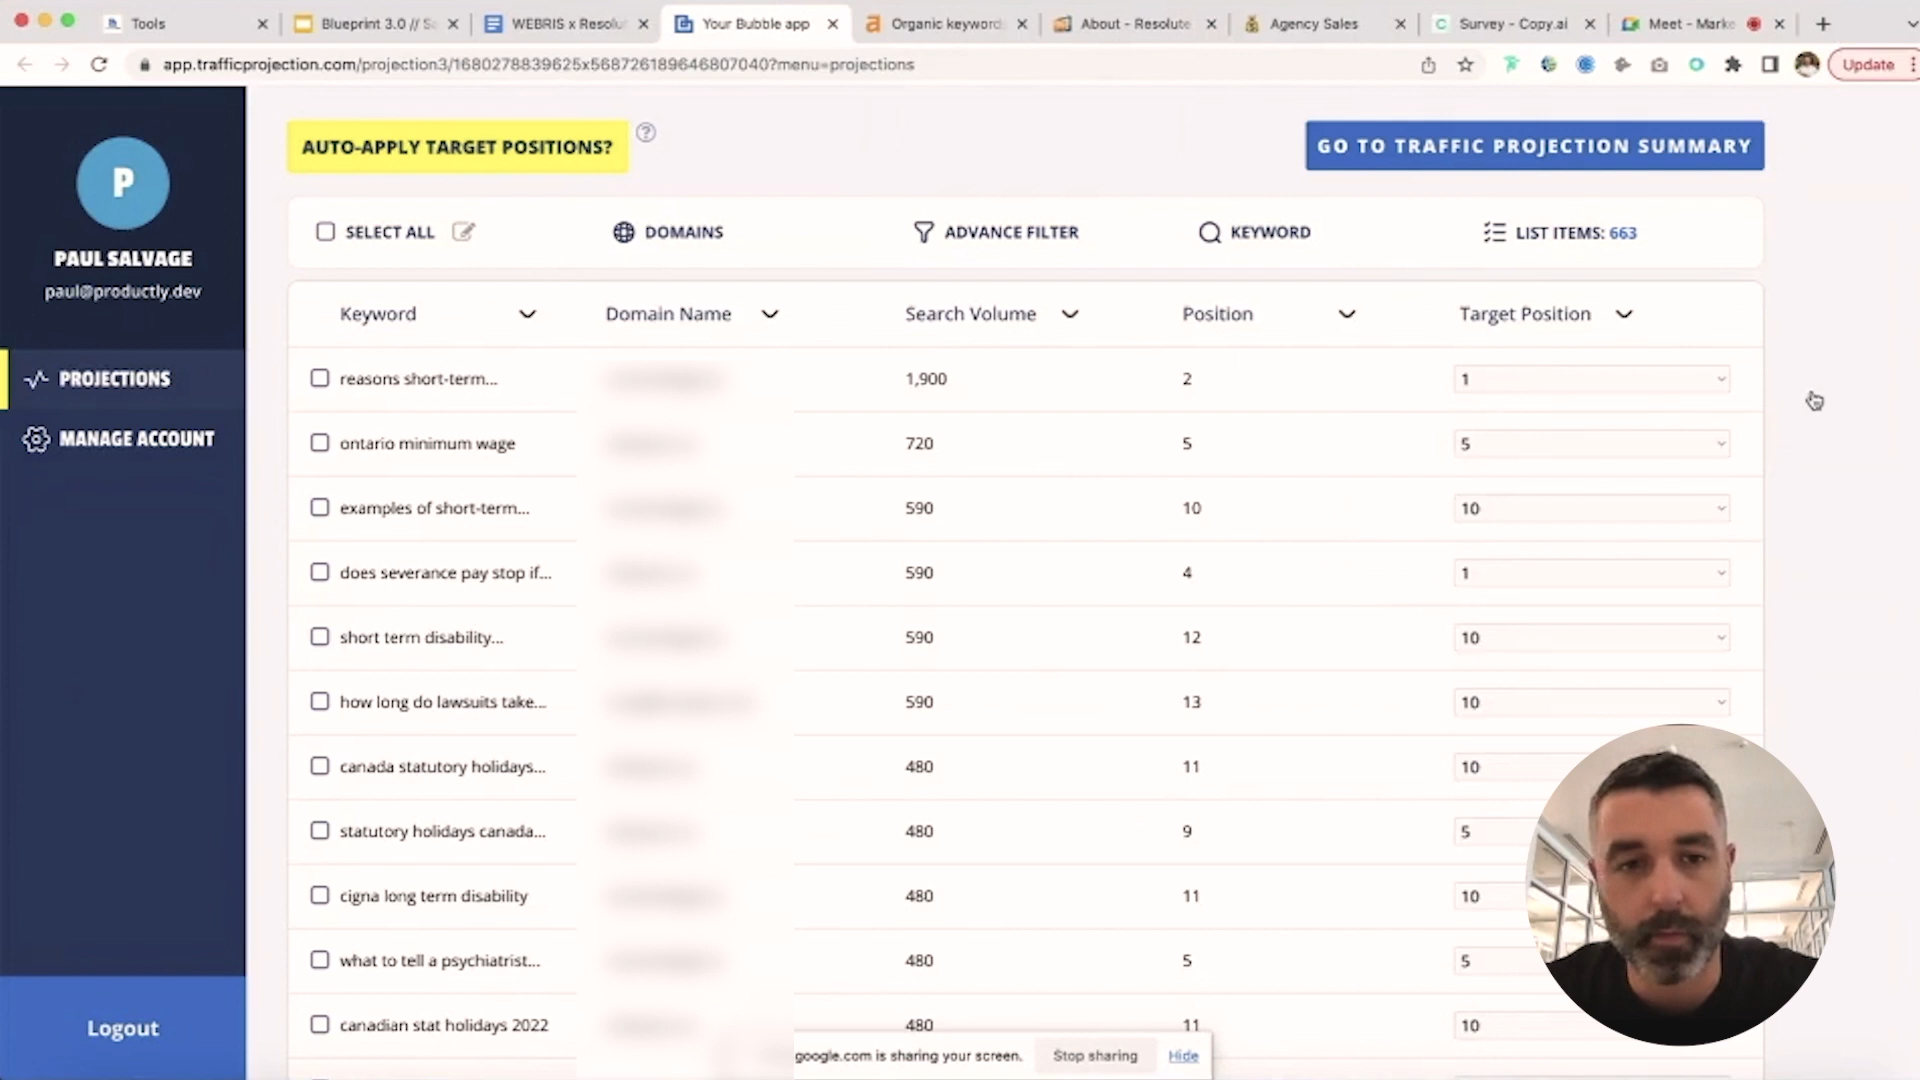 Tools
Blueprint 3.0 // Sa
WEBRIS x Resolut
Your Bubble app
Organic keyword
About - Resolute
Agency Sales
Survey - Copy.ai
Meet - Marke
app.trafficprojection.com/projection3/1680278839625x568726189646807040?menu=projections
Update
P
PAUL SALVAGE
paul@productly.dev
PROJECTIONS
MANAGE ACCOUNT
Logout
AUTO-APPLY TARGET POSITIONS?
?
GO TO TRAFFIC PROJECTION SUMMARY
SELECT ALL
DOMAINS
ADVANCE FILTER
KEYWORD
LIST ITEMS: 663
Keyword Domain Name Search Volume Position Target Position
reasons short-term... 1,900 2 1
ontario minimum wage 720 5 5
examples of short-term... 590 10 10
does severance pay stop if... 590 4 1
short term disability... 590 12 10
how long do lawsuits take... 590 13 10
canada statutory holidays... 480 11 10
statutory holidays canada... 480 9 5
cigna long term disability 480 11 10
what to tell a psychiatrist... 480 5 5
canadian stat holidays 2022 480 11 10
google.com is sharing your screen. Stop sharing Hide